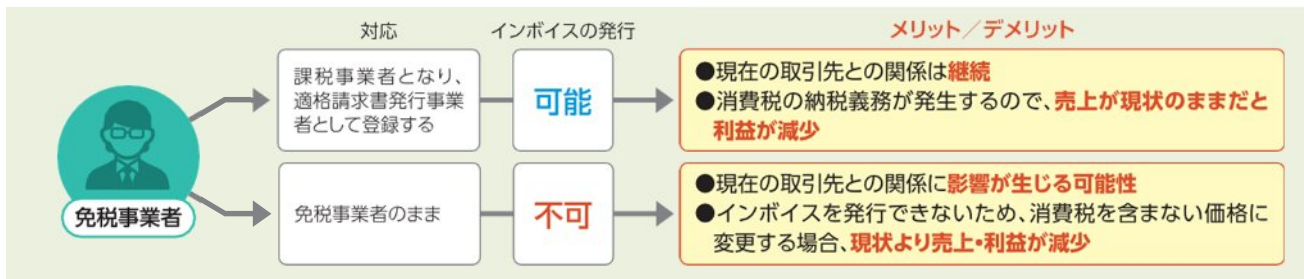 対応
インボイスの発行
メリット／デメリット
免税事業者
課税事業者となり、
適格請求書発行事業
者として登録する
可能
●現在の取引先との関係は継続
●消費税の納税義務が発生するので、売上が現状のままだと
利益が減少
免税事業者のまま
不可
●現在の取引先との関係に影響が生じる可能性
●インボイスを発行できないため、消費税を含まない価格に
変更する場合、現状より売上・利益が減少